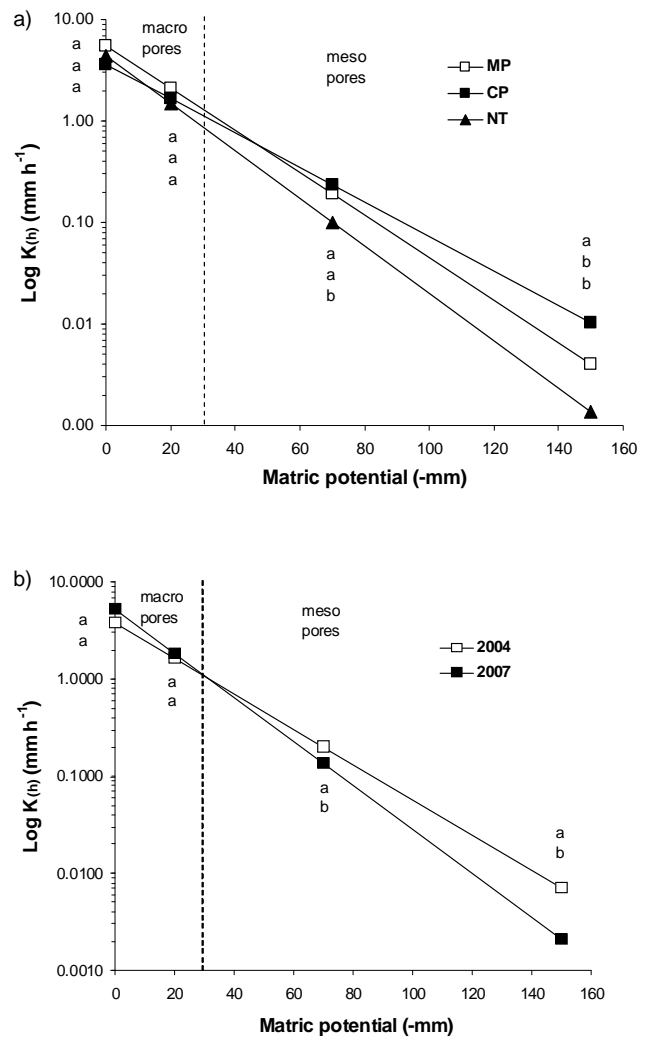 a)
macro
pores
meso
pores
MP
CP
NT
10.00
1.00
0.10
0.01
0.00
Log K(h) (mm h-1)
a
a
a
a
a
a
a
a
b
a
b
b
0 20 40 60 80 100 120 140 160
Matric potential (-mm)
b)
macro
pores
meso
pores
2004
2007
10.0000
1.0000
0.1000
0.0100
0.0010
Log K(h) (mm h-1)
a
a
a
a
a
b
a
b
0 20 40 60 80 100 120 140 160
Matric potential (-mm)